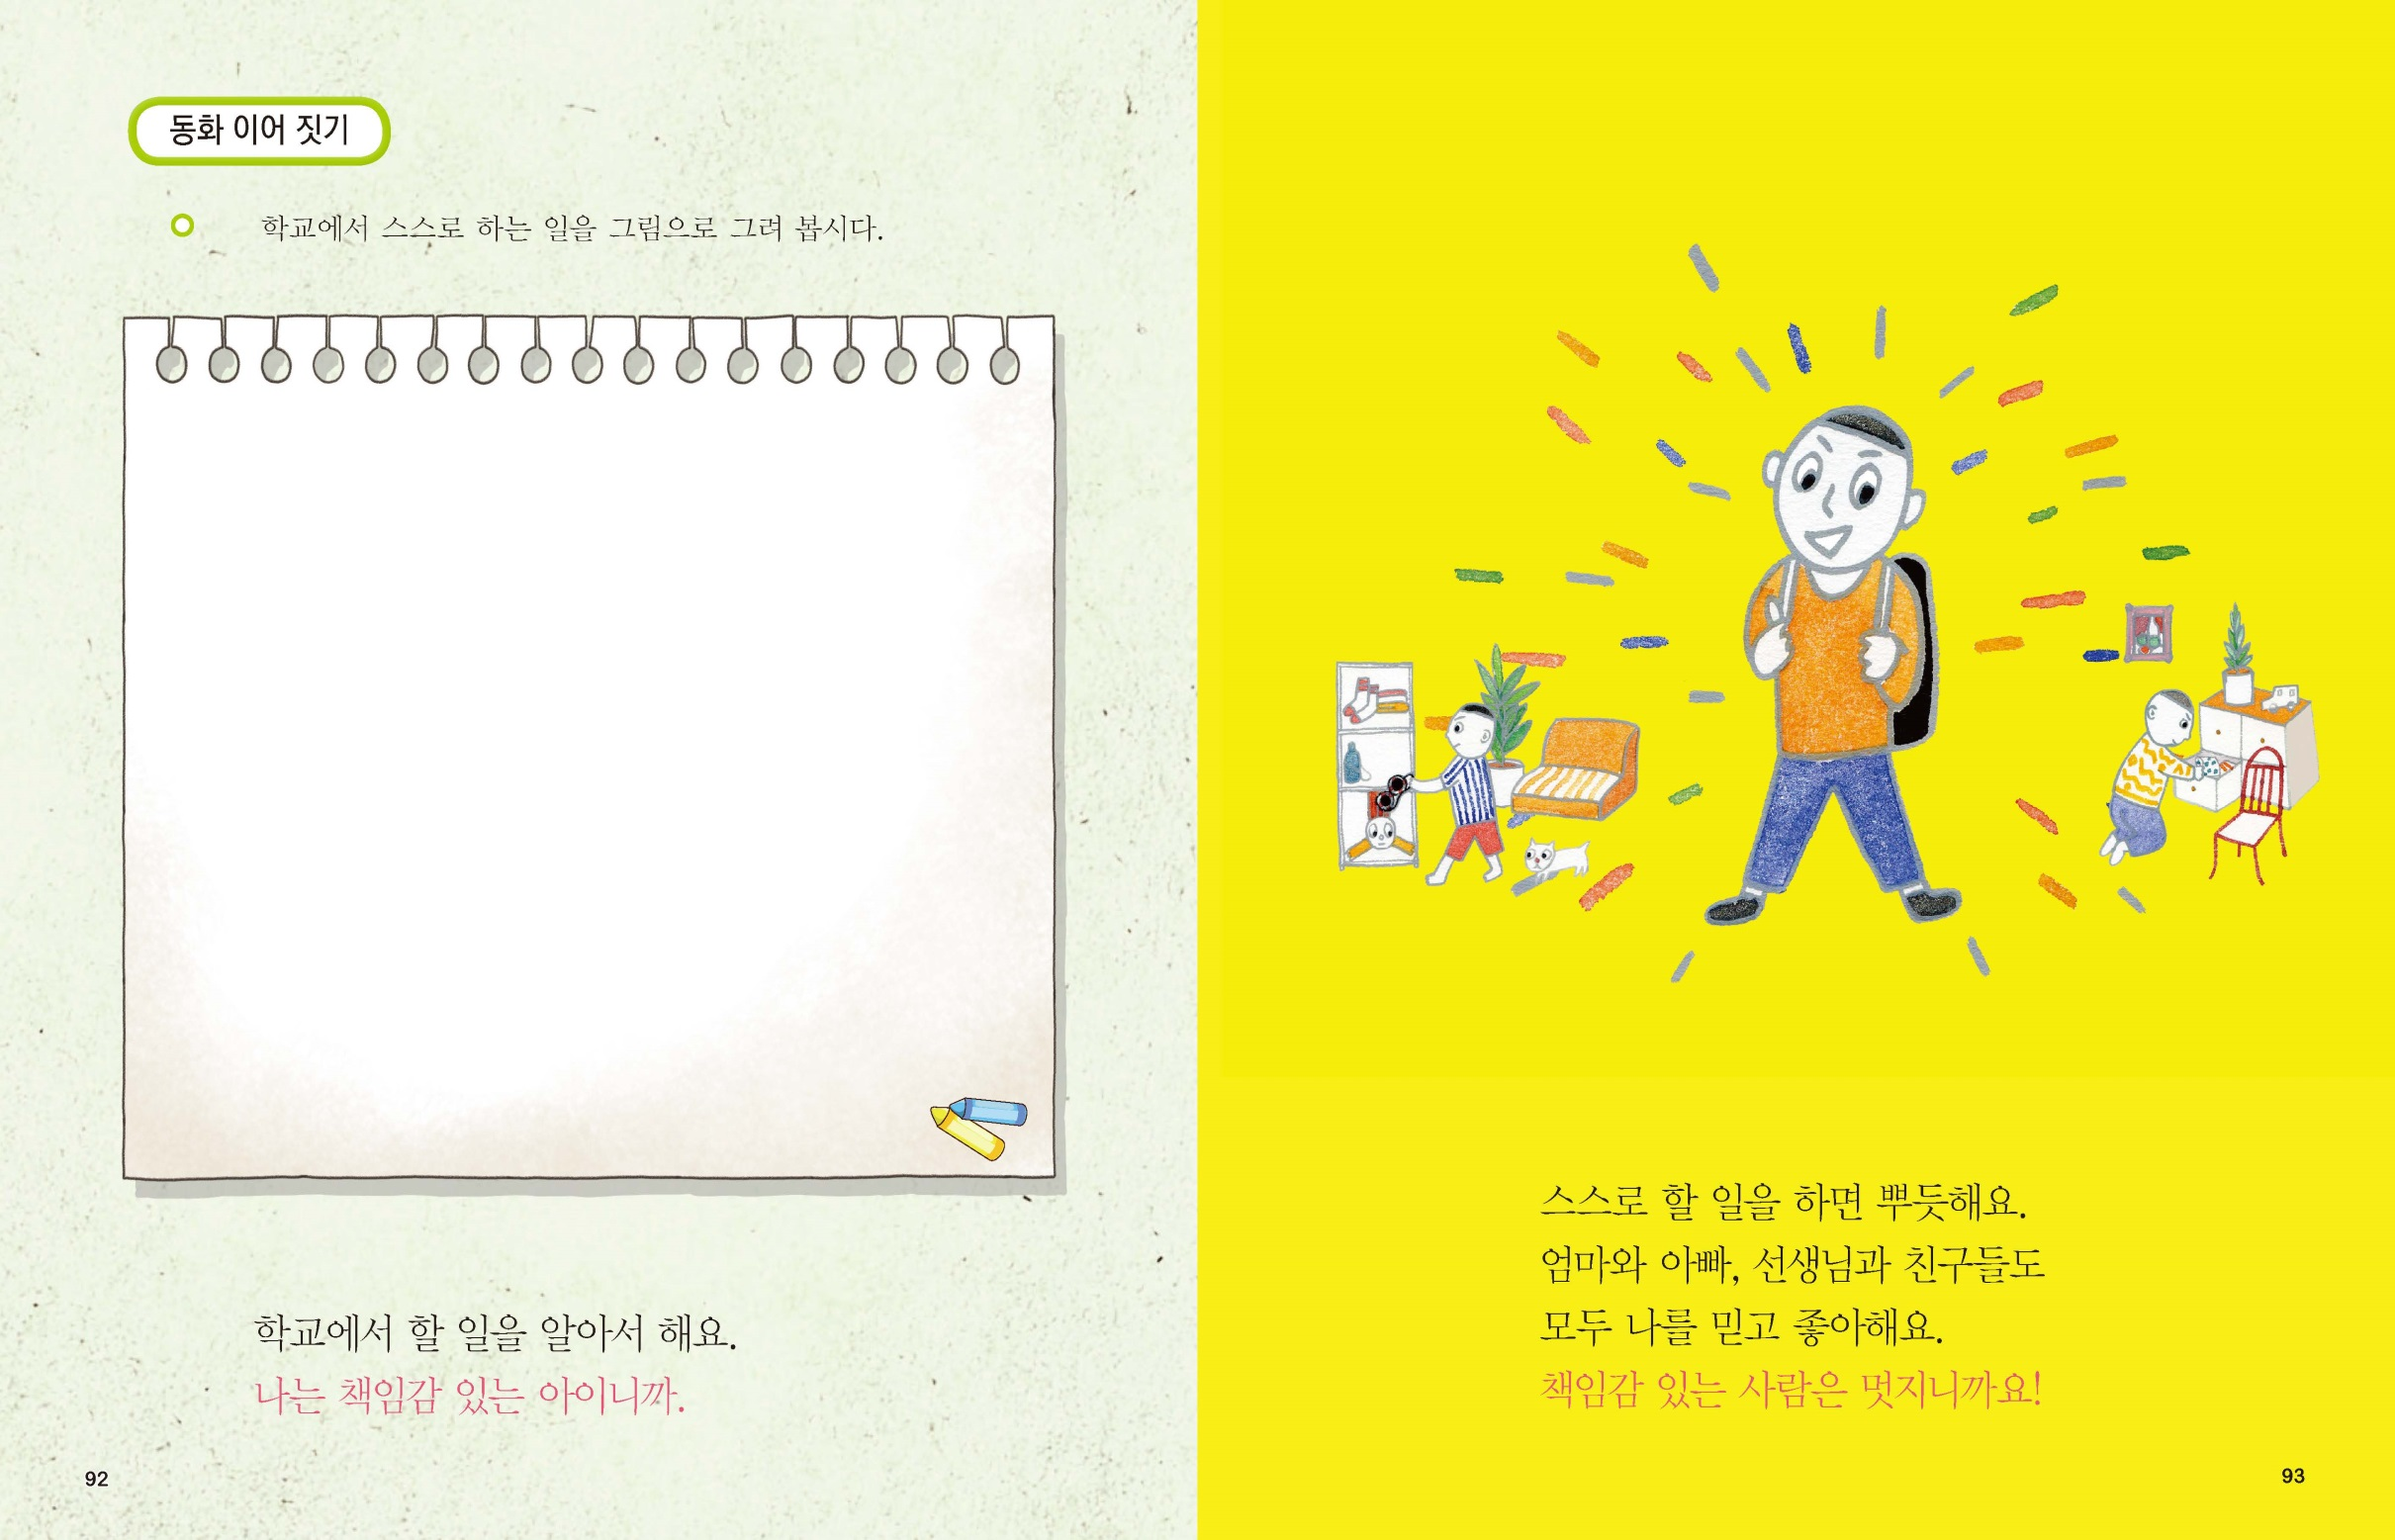 동화 이어 짓기
학교에서 스스로 하는 일을 그림으로 그려 봅시다.
학교에서 할 일을 알아서 해요.
나는 책임감 있는 아이니까.
92
스스로 할 일을 하면 뿌듯해요.
엄마와 아빠, 선생님과 친구들도
모두 나를 믿고 좋아해요.
책임감 있는 사람은 멋지니까요!
93